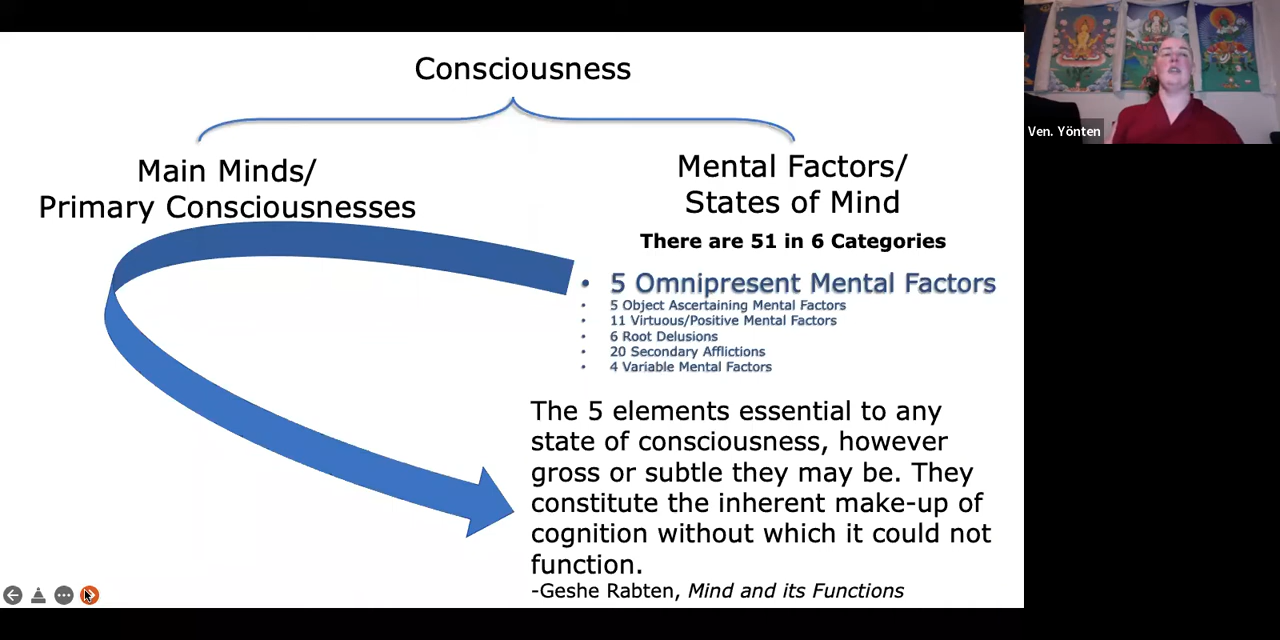 Consciousness
Main Minds/
Primary Consciousnesses
Mental Factors/
States of Mind
There are 51 in 6 Categories
• 5 Omnipresent Mental Factors
• 5 Object Ascertaining Mental Factors
• 11 Virtuous/Positive Mental Factors
• 6 Root Delusions
• 20 Secondary Afflictions
• 4 Variable Mental Factors
The 5 elements essential to any
state of consciousness, however
gross or subtle they may be. They
constitute the inherent make-up of
cognition without which it could not
function.
-Geshe Rabten, Mind and its Functions
Ven. Yönten